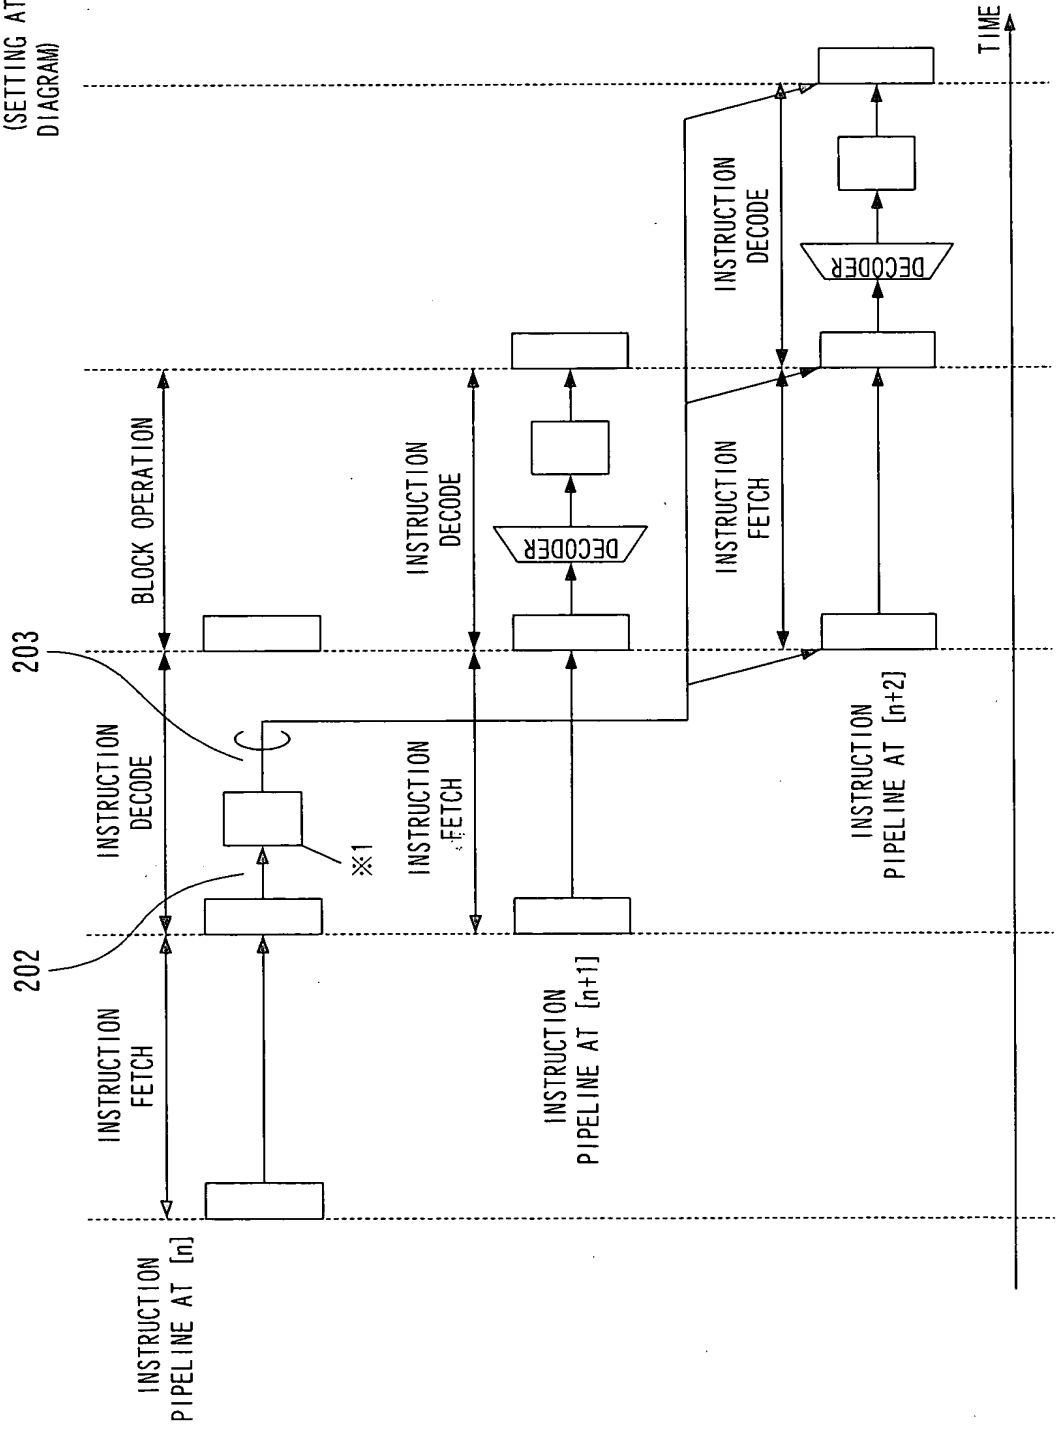 (SETTING AT
DIAGRAM)
203
202
INSTRUCTION
PIPELINE AT [n]
INSTRUCTION
FETCH
INSTRUCTION
DECODE
BLOCK OPERATION
※1
INSTRUCTION
PIPELINE AT [n+1]
INSTRUCTION
FETCH
INSTRUCTION
DECODE
DECODER
INSTRUCTION
PIPELINE AT [n+2]
INSTRUCTION
FETCH
INSTRUCTION
DECODE
DECODER
TIME